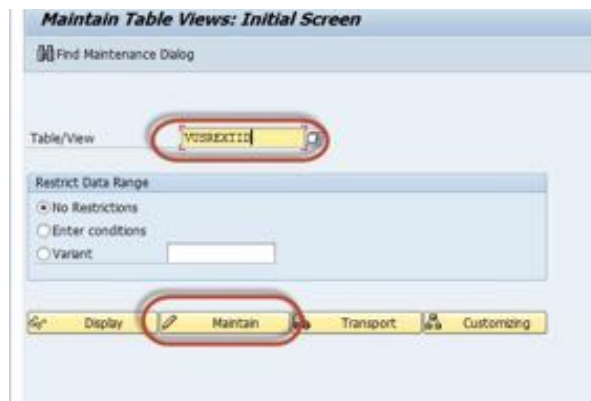 Maintain Table Views: Initial Screen
Find Maintenance Dialog
Table/View VUSREXTID
Restrict Data Range
No Restrictions
Enter conditions
Variant
Display Maintain Transport Customizing